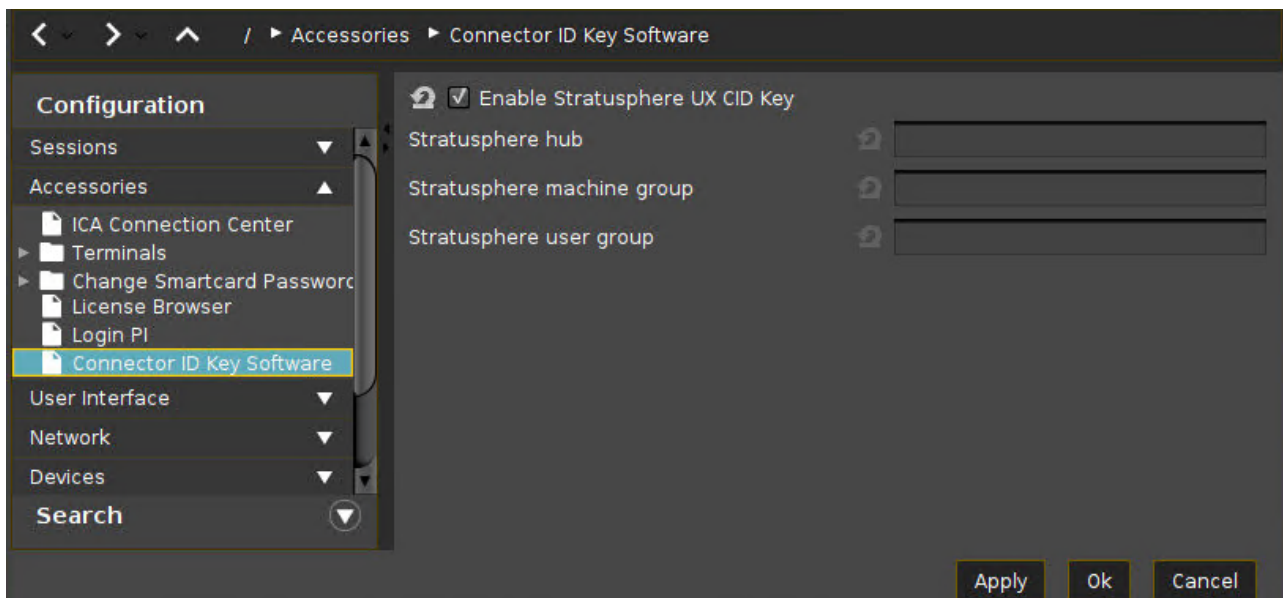 / Accessories Connector ID Key Software
Configuration
Sessions
Accessories
ICA Connection Center
Terminals
Change Smartcard Password
License Browser
Login PI
Connector ID Key Software
User Interface
Network
Devices
Search
Enable Stratusphere UX CID Key
Stratusphere hub
Stratusphere machine group
Stratusphere user group
Apply Ok Cancel